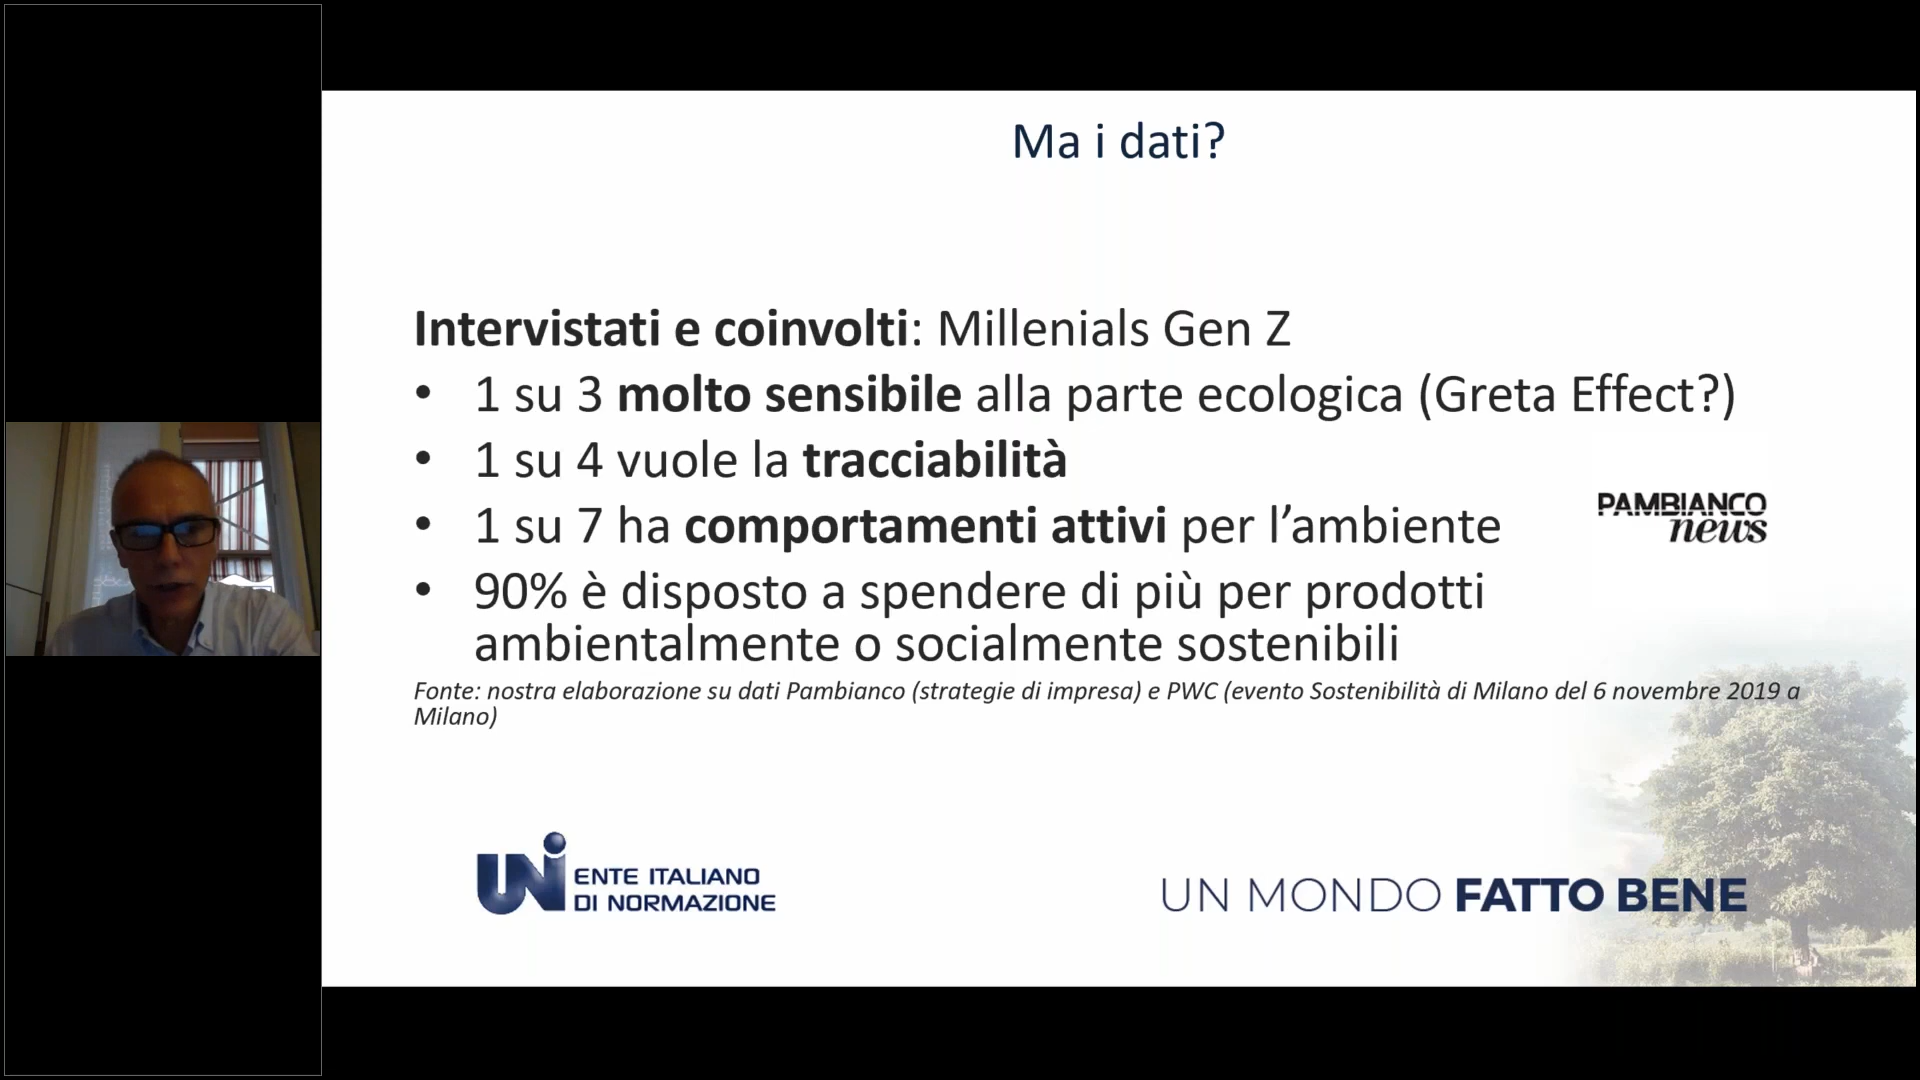 Ma i dati?
Intervistati e coinvolti: Millenials Gen Z
• 1 su 3 molto sensibile alla parte ecologica (Greta Effect?)
• 1 su 4 vuole la tracciabilità
• 1 su 7 ha comportamenti attivi per l’ambiente
PAMBIANCO
news
• 90% è disposto a spendere di più per prodotti
ambientalmente o socialmente sostenibili
Fonte: nostra elaborazione su dati Pambianco (strategie di impresa) e PWC (evento Sostenibilità di Milano del 6 novembre 2019 a
Milano)
UNI ENTE ITALIANO
DI NORMAZIONE
UN MONDO FATTO BENE